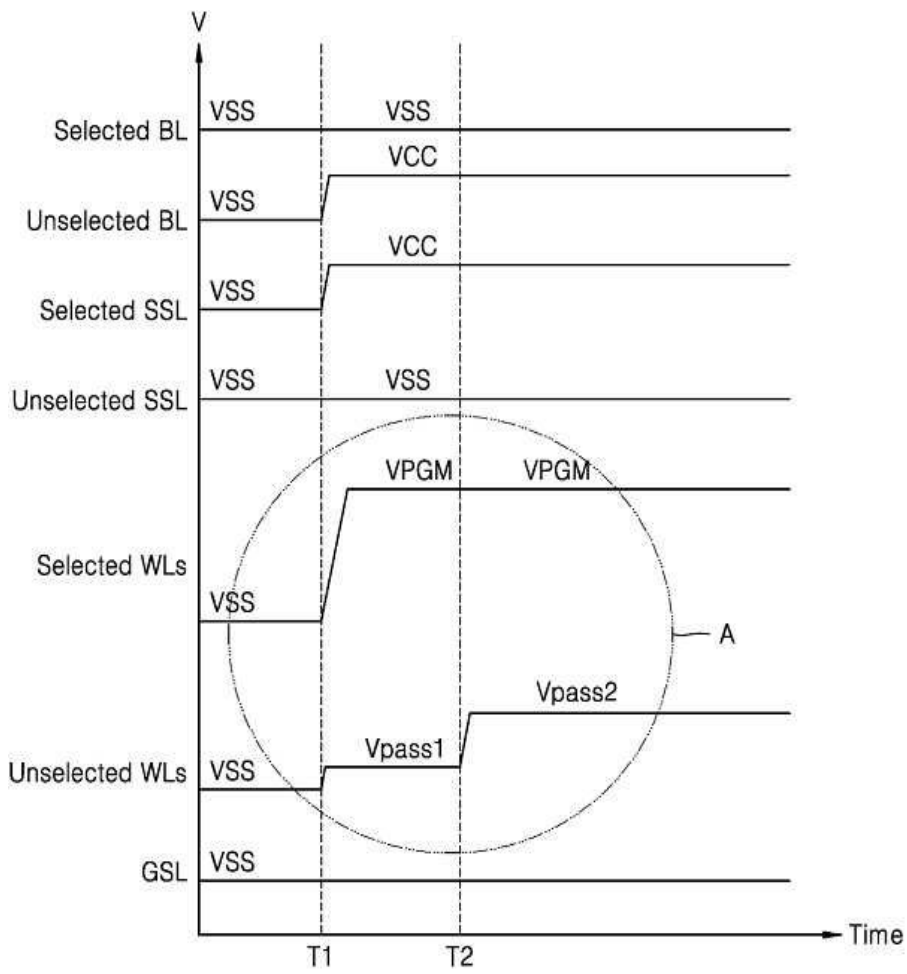 V
Selected BL VSS VSS
VCC
Unselected BL VSS
VCC
Selected SSL VSS
Unselected SSL VSS VSS
VPGM VPGM
Selected WLs
VSS
A
Vpass2
Vpass1
Unselected WLs VSS
GSL VSS
Time
T1 T2